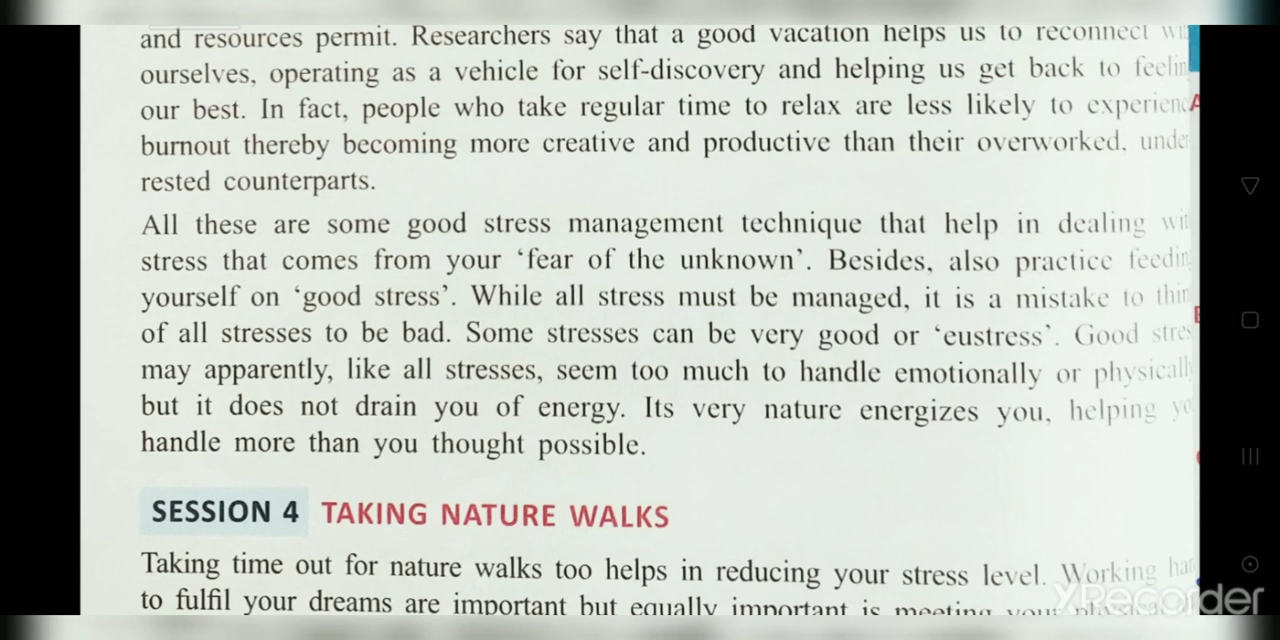 and resources permit. Researchers say that a good vacation helps us to reconnect
ourselves, operating as a vehicle for self-discovery and helping us get back to
our best. In fact, people who take regular time to relax are less likely to
burnout thereby becoming more creative and productive than their overworked,
rested counterparts.
All these are some good stress management technique that help in dealing
stress that comes from your ‘fear of the unknown’. Besides, also practice
yourself on ‘good stress’. While all stress must be managed, it is a mistake to
of all stresses to be bad. Some stresses can be very good or ‘eustress’. Good
may apparently, like all stresses, seem too much to handle emotionally or
but it does not drain you of energy. Its very nature energizes you, helping
handle more than you thought possible.
SESSION 4 TAKING NATURE WALKS
Taking time out for nature walks too helps in reducing your stress level. Working
to fulfil your dreams are important but equally important is meeting your
XRecorder